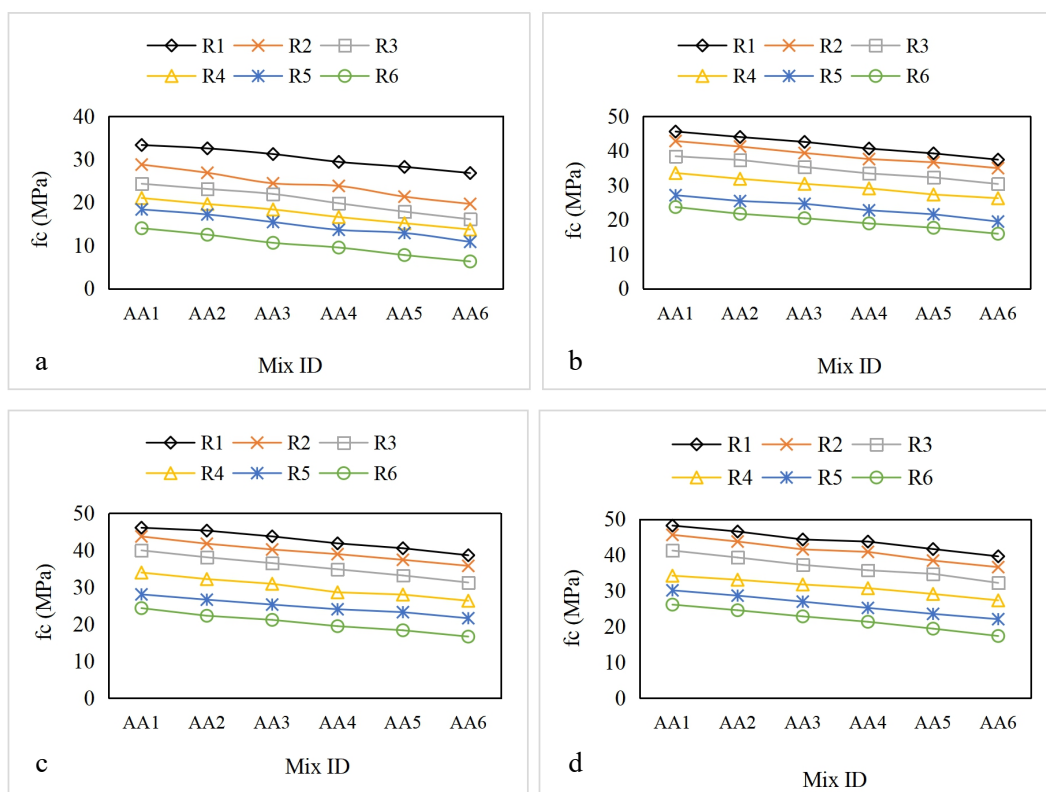 R1 R2 R3
R4 R5 R6
40
30
20
10
0
fc (MPa)
AA1 AA2 AA3 AA4 AA5 AA6
Mix ID
a
R1 R2 R3
R4 R5 R6
50
40
30
20
10
0
fc (MPa)
AA1 AA2 AA3 AA4 AA5 AA6
Mix ID
b
R1 R2 R3
R4 R5 R6
50
40
30
20
10
0
fc (MPa)
AA1 AA2 AA3 AA4 AA5 AA6
Mix ID
c
R1 R2 R3
R4 R5 R6
50
40
30
20
10
0
fc (MPa)
AA1 AA2 AA3 AA4 AA5 AA6
Mix ID
d